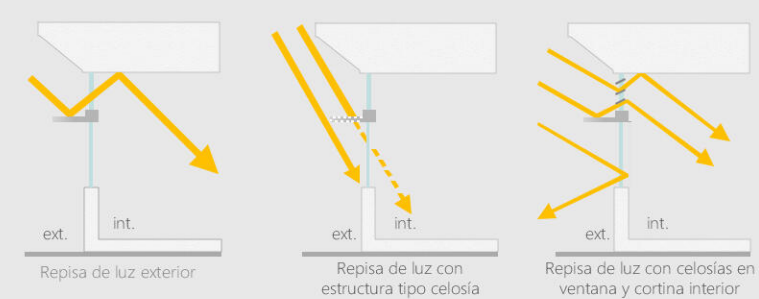 ext.
int.
Repisa de luz exterior
ext.
int.
Repisa de luz con
estructura tipo celosía
ext.
int.
Repisa de luz con celosías en
ventana y cortina interior